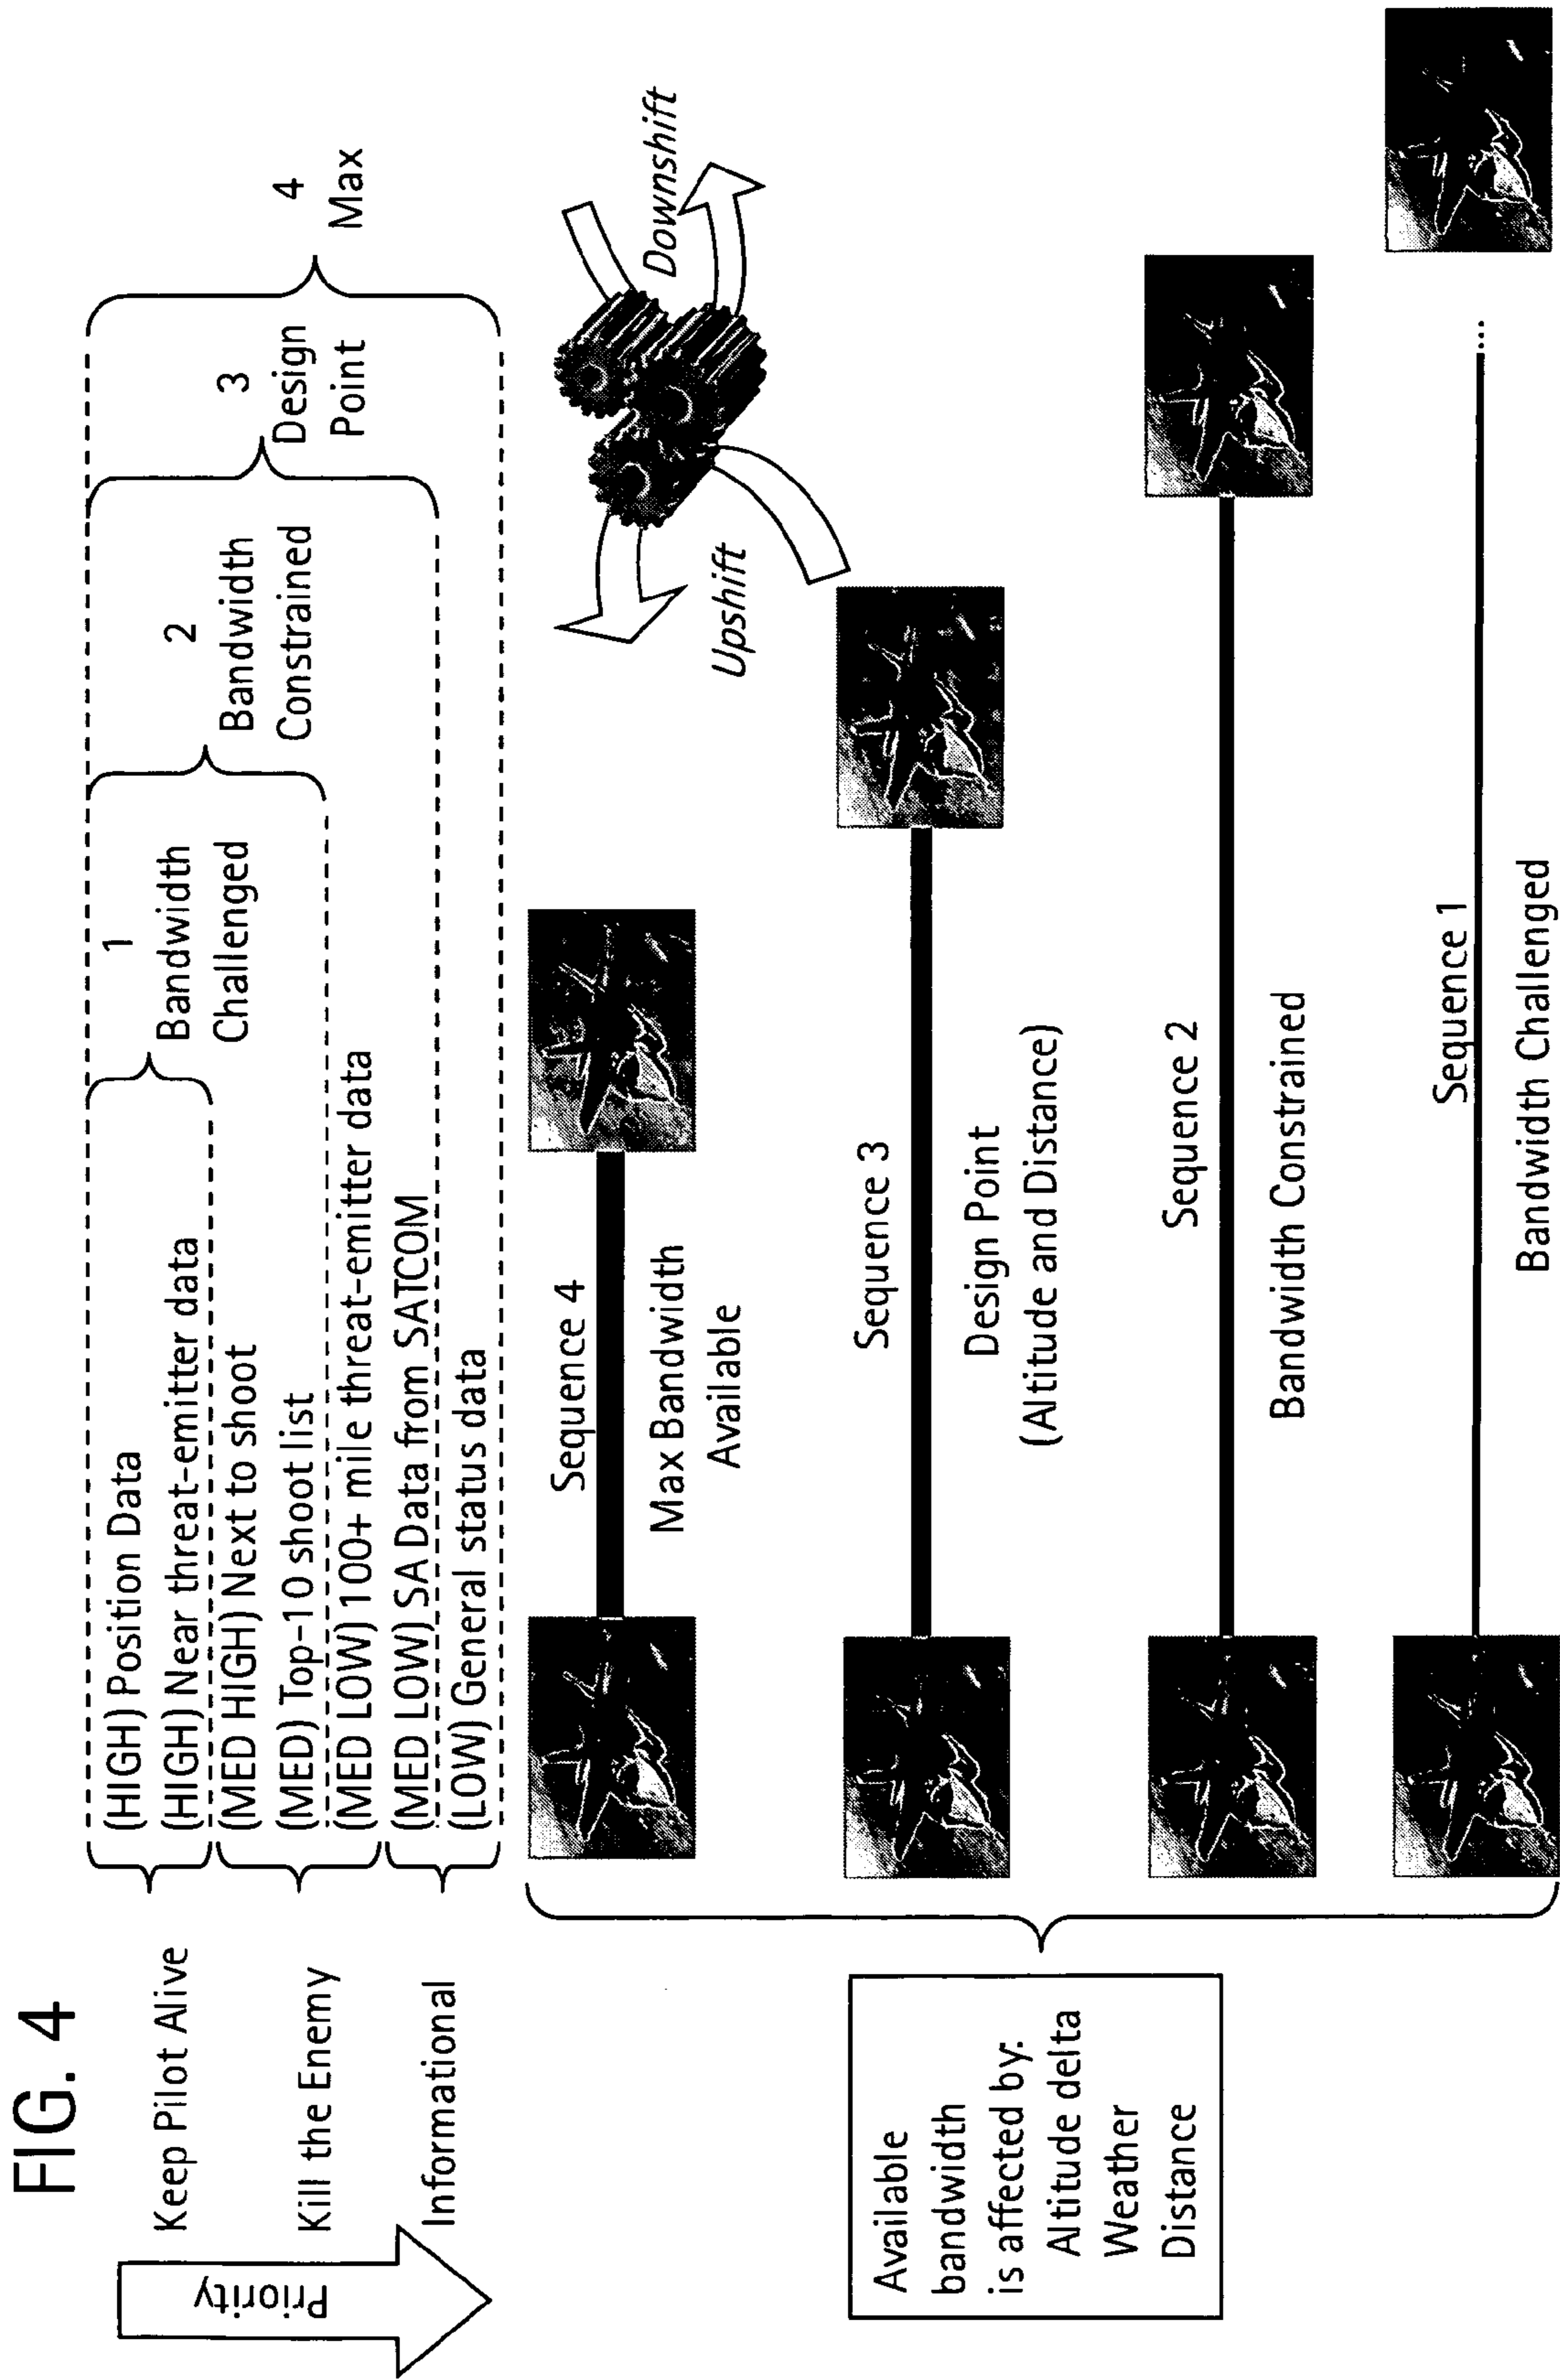 FIG. 4
Priority
Keep Pilot Alive
Kill the Enemy
Informational
(HIGH) Position Data
(HIGH) Near threat-emitter data
(MED HIGH) Next to shoot
(MED) Top-10 shoot list
(MED LOW) 100+ mile threat-emitter data
(MED LOW) SA Data from SATCOM
(LOW) General status data
1
Bandwidth
Challenged
2
Bandwidth
Constrained
3
Design
Point
4
Max
Upshift
Downshift
Available
bandwidth
is affected by:
Altitude delta
Weather
Distance
Sequence 4
Max Bandwidth
Available
Sequence 3
Design Point
(Altitude and Distance)
Sequence 2
Bandwidth Constrained
Sequence 1
...
Bandwidth Challenged